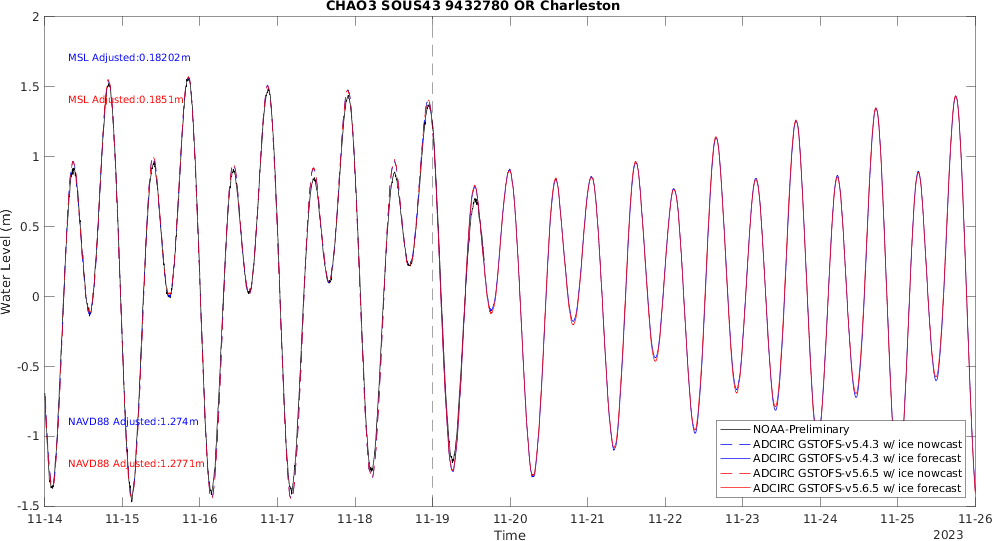 CHAO3 SOUS43 9432780 OR Charleston
2
1.5
1
0.5
0
-0.5
-1
-1.5
Water Level (m)
MSL Adjusted:0.18202m
MSL Adjusted:0.1851m
NAVD88 Adjusted:1.274m
NAVD88 Adjusted:1.2771m
NOAA-Preliminary
ADCIRC GSTOFS-v5.4.3 w/ ice nowcast
ADCIRC GSTOFS-v5.4.3 w/ ice forecast
ADCIRC GSTOFS-v5.6.5 w/ ice nowcast
ADCIRC GSTOFS-v5.6.5 w/ ice forecast
11-14 11-15 11-16 11-17 11-18 11-19 11-20 11-21 11-22 11-23 11-24 11-25 11-26
Time
2023